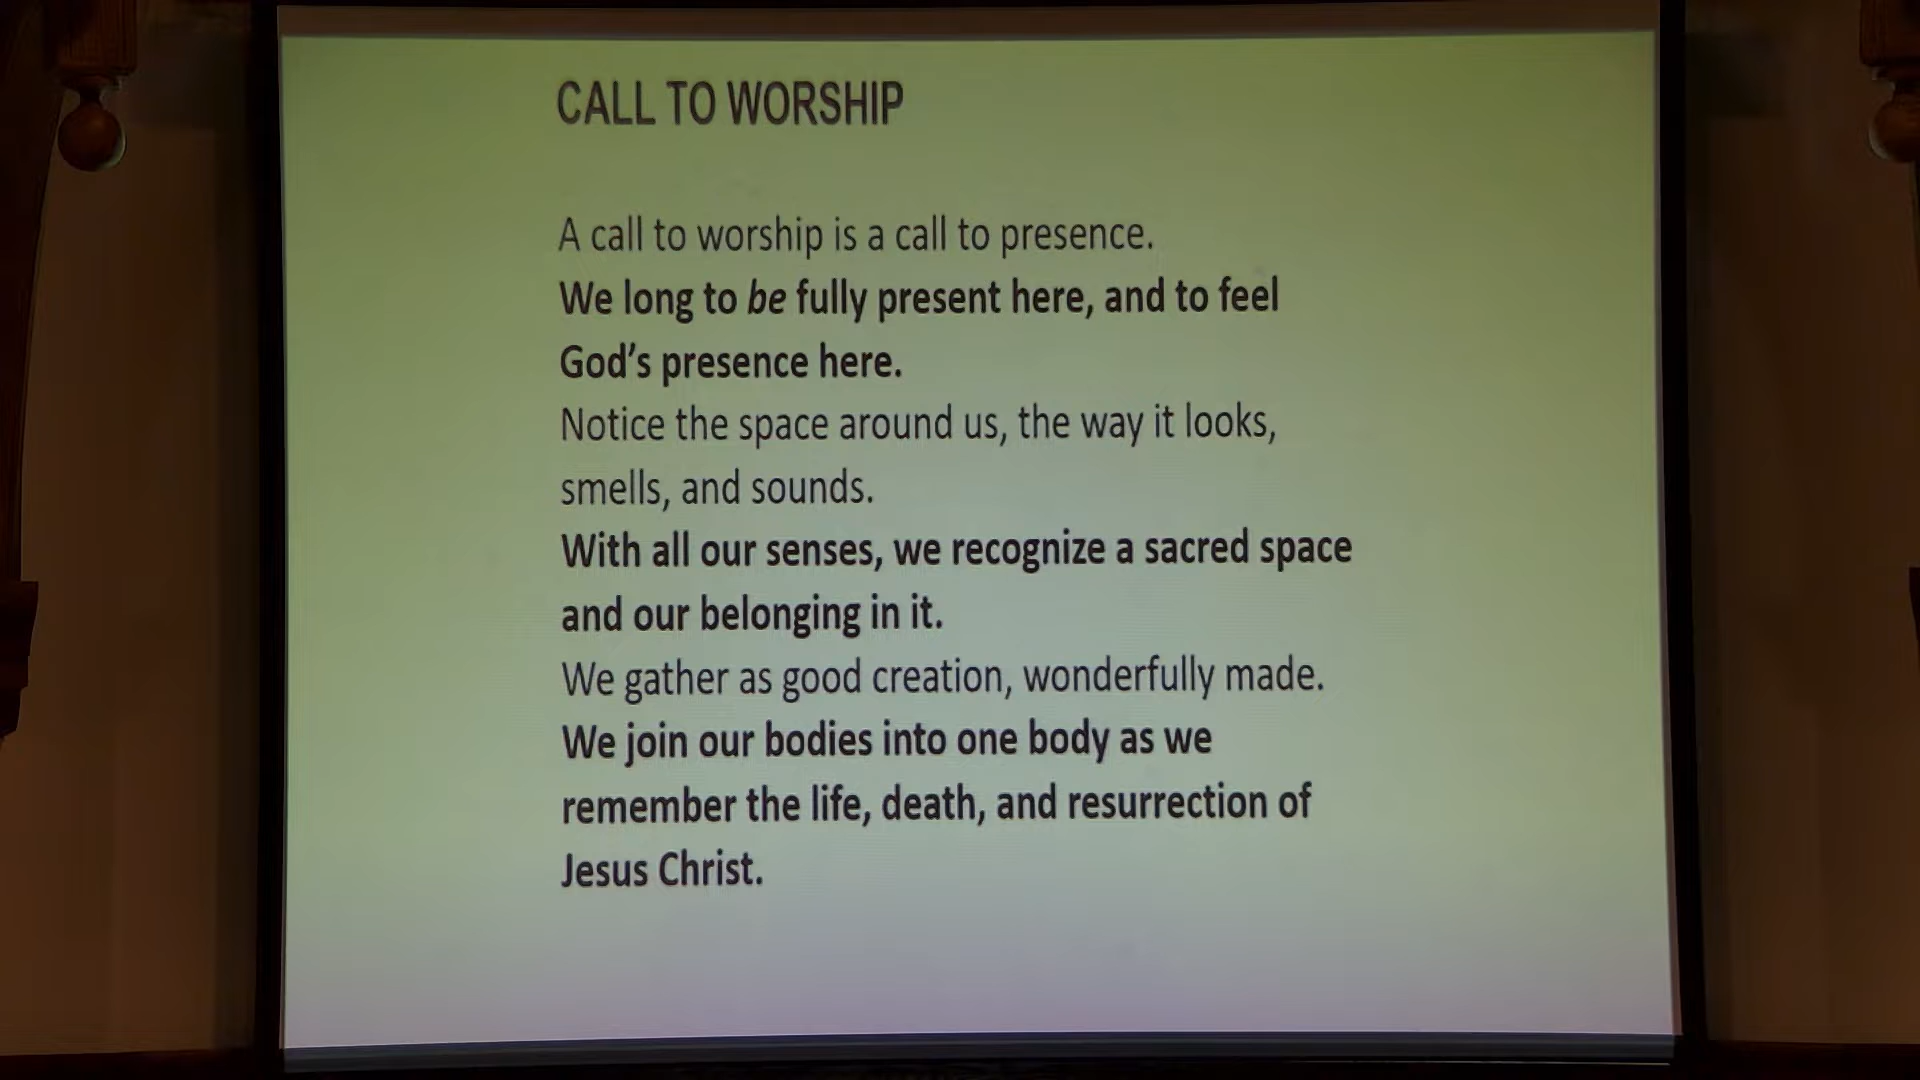 CALL TO WORSHIP
A call to worship is a call to presence.
We long to be fully present here, and to feel
God’s presence here.
Notice the space around us, the way it looks,
smells, and sounds.
With all our senses, we recognize a sacred space
and our belonging in it.
We gather as good creation, wonderfully made.
We join our bodies into one body as we
remember the life, death, and resurrection of
Jesus Christ.